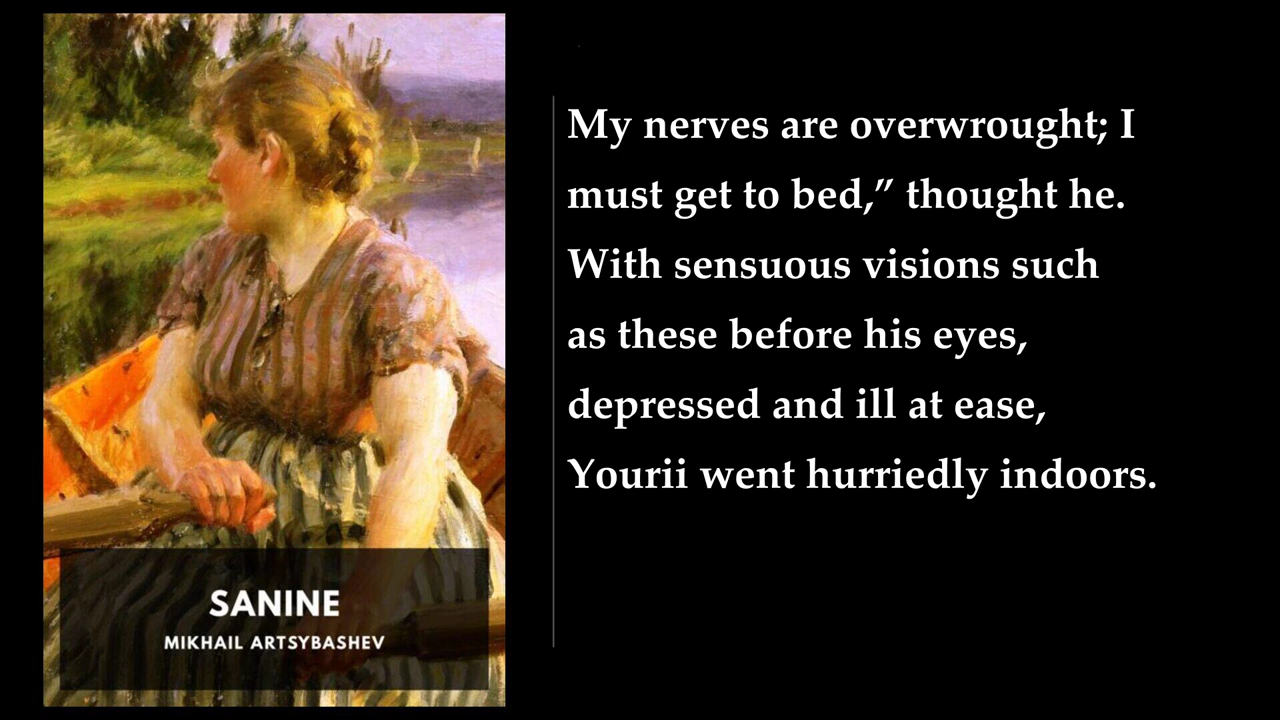 SANINE
MIKHAIL ARTSYBASHEV
My nerves are overwrought; I
must get to bed,” thought he.
With sensuous visions such
as these before his eyes,
depressed and ill at ease,
Yourii went hurriedly indoors.